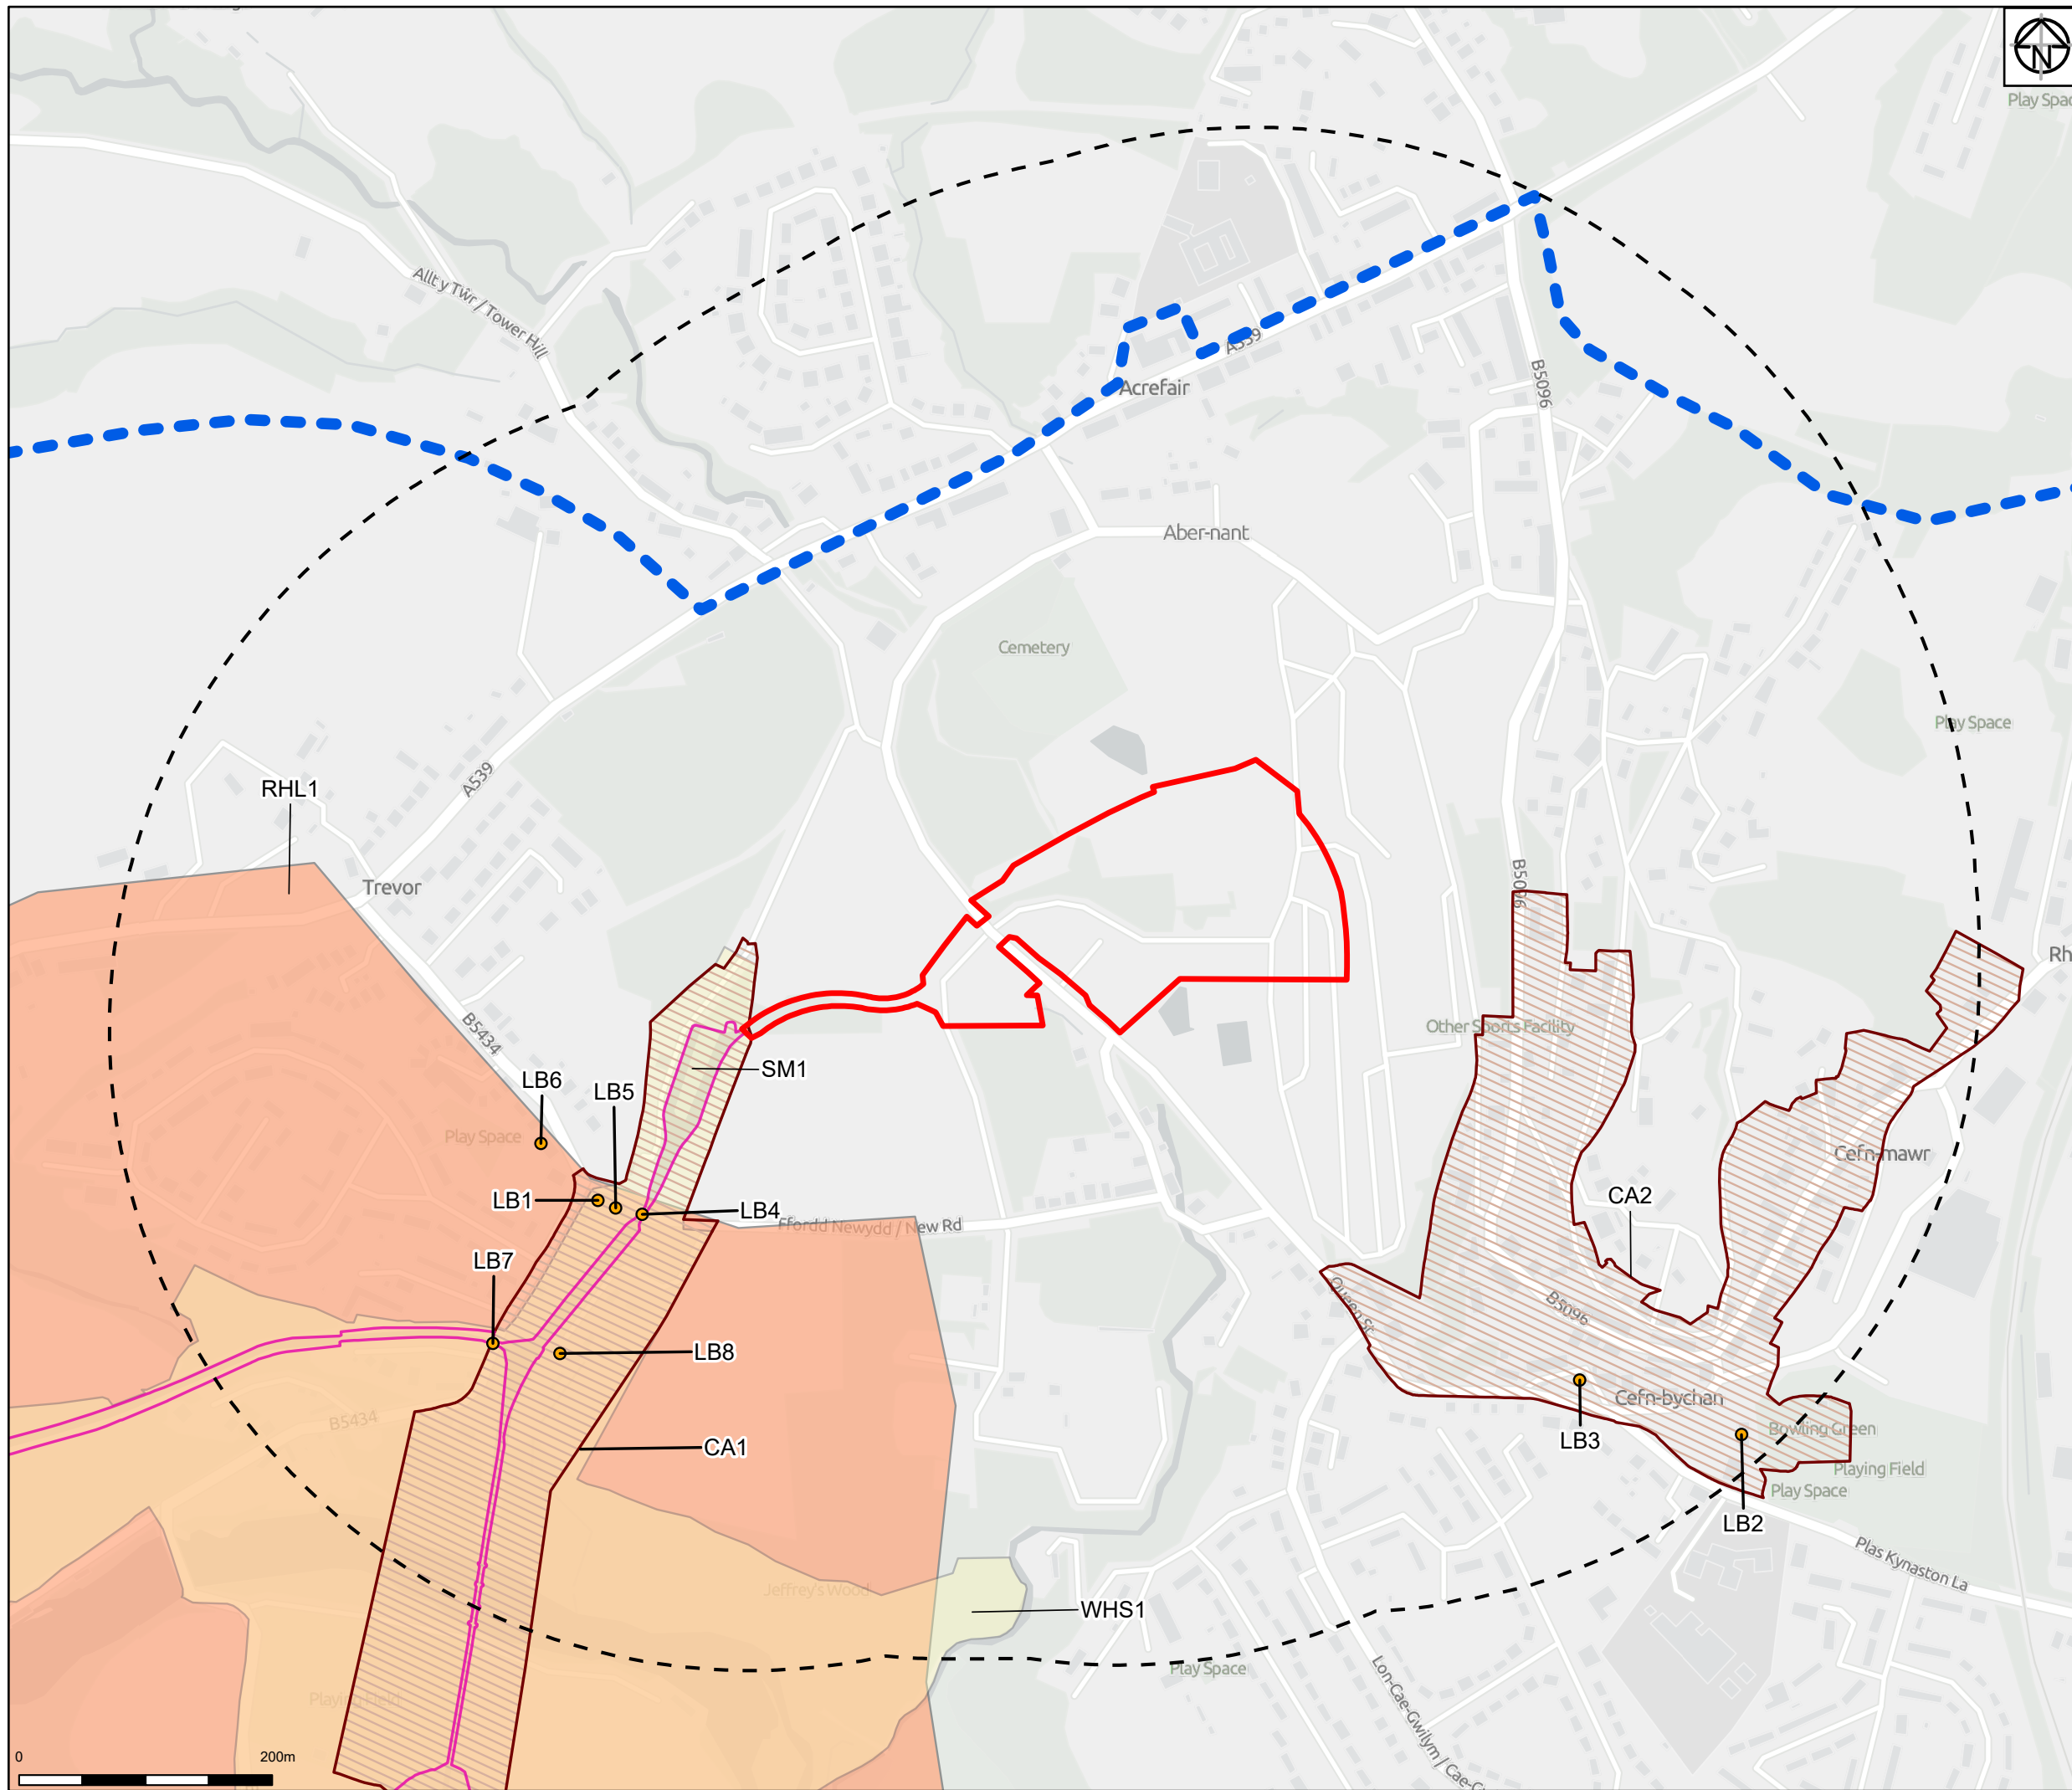 N
Play Spac
Allt y Twr / Tower Hill
A539
Acrefair
B5096
Aber-nant
Cemetery
Play Space
A539
RHL1
Trevor
B5096
Rh
B5434
Other Sports Facility
SM1
LB6
LB5
Play Space
Cefn-mawr
LB1
LB4
CA2
Ffordd Newydd / New Rd
LB7
Queen St
B5096
LB8
Cefn-bychan
B5434
Bowling Green
LB3
CA1
Playing Field
Play Space
LB2
Plas Kynaston La
Jeffrey's Wood
WHS1
Play Space
Playing Field
Lon-Cae-Gwilym / Cae-G
0 200m